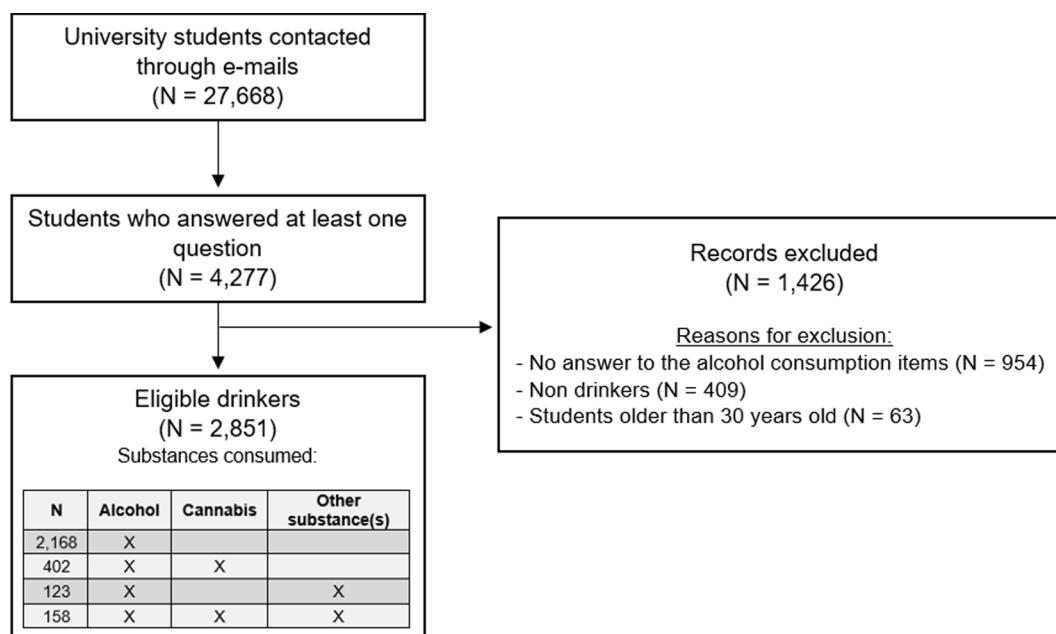 University students contacted
through e-mails
(N = 27,668)
Students who answered at least one
question
(N = 4,277)
Records excluded
(N = 1,426)
Reasons for exclusion:
- No answer to the alcohol consumption items (N = 954)
- Non drinkers (N = 409)
- Students older than 30 years old (N = 63)
Eligible drinkers
(N = 2,851)
Substances consumed:
N Alcohol Cannabis Other substance(s)
2,168 X
402 X X
123 X X
158 X X X